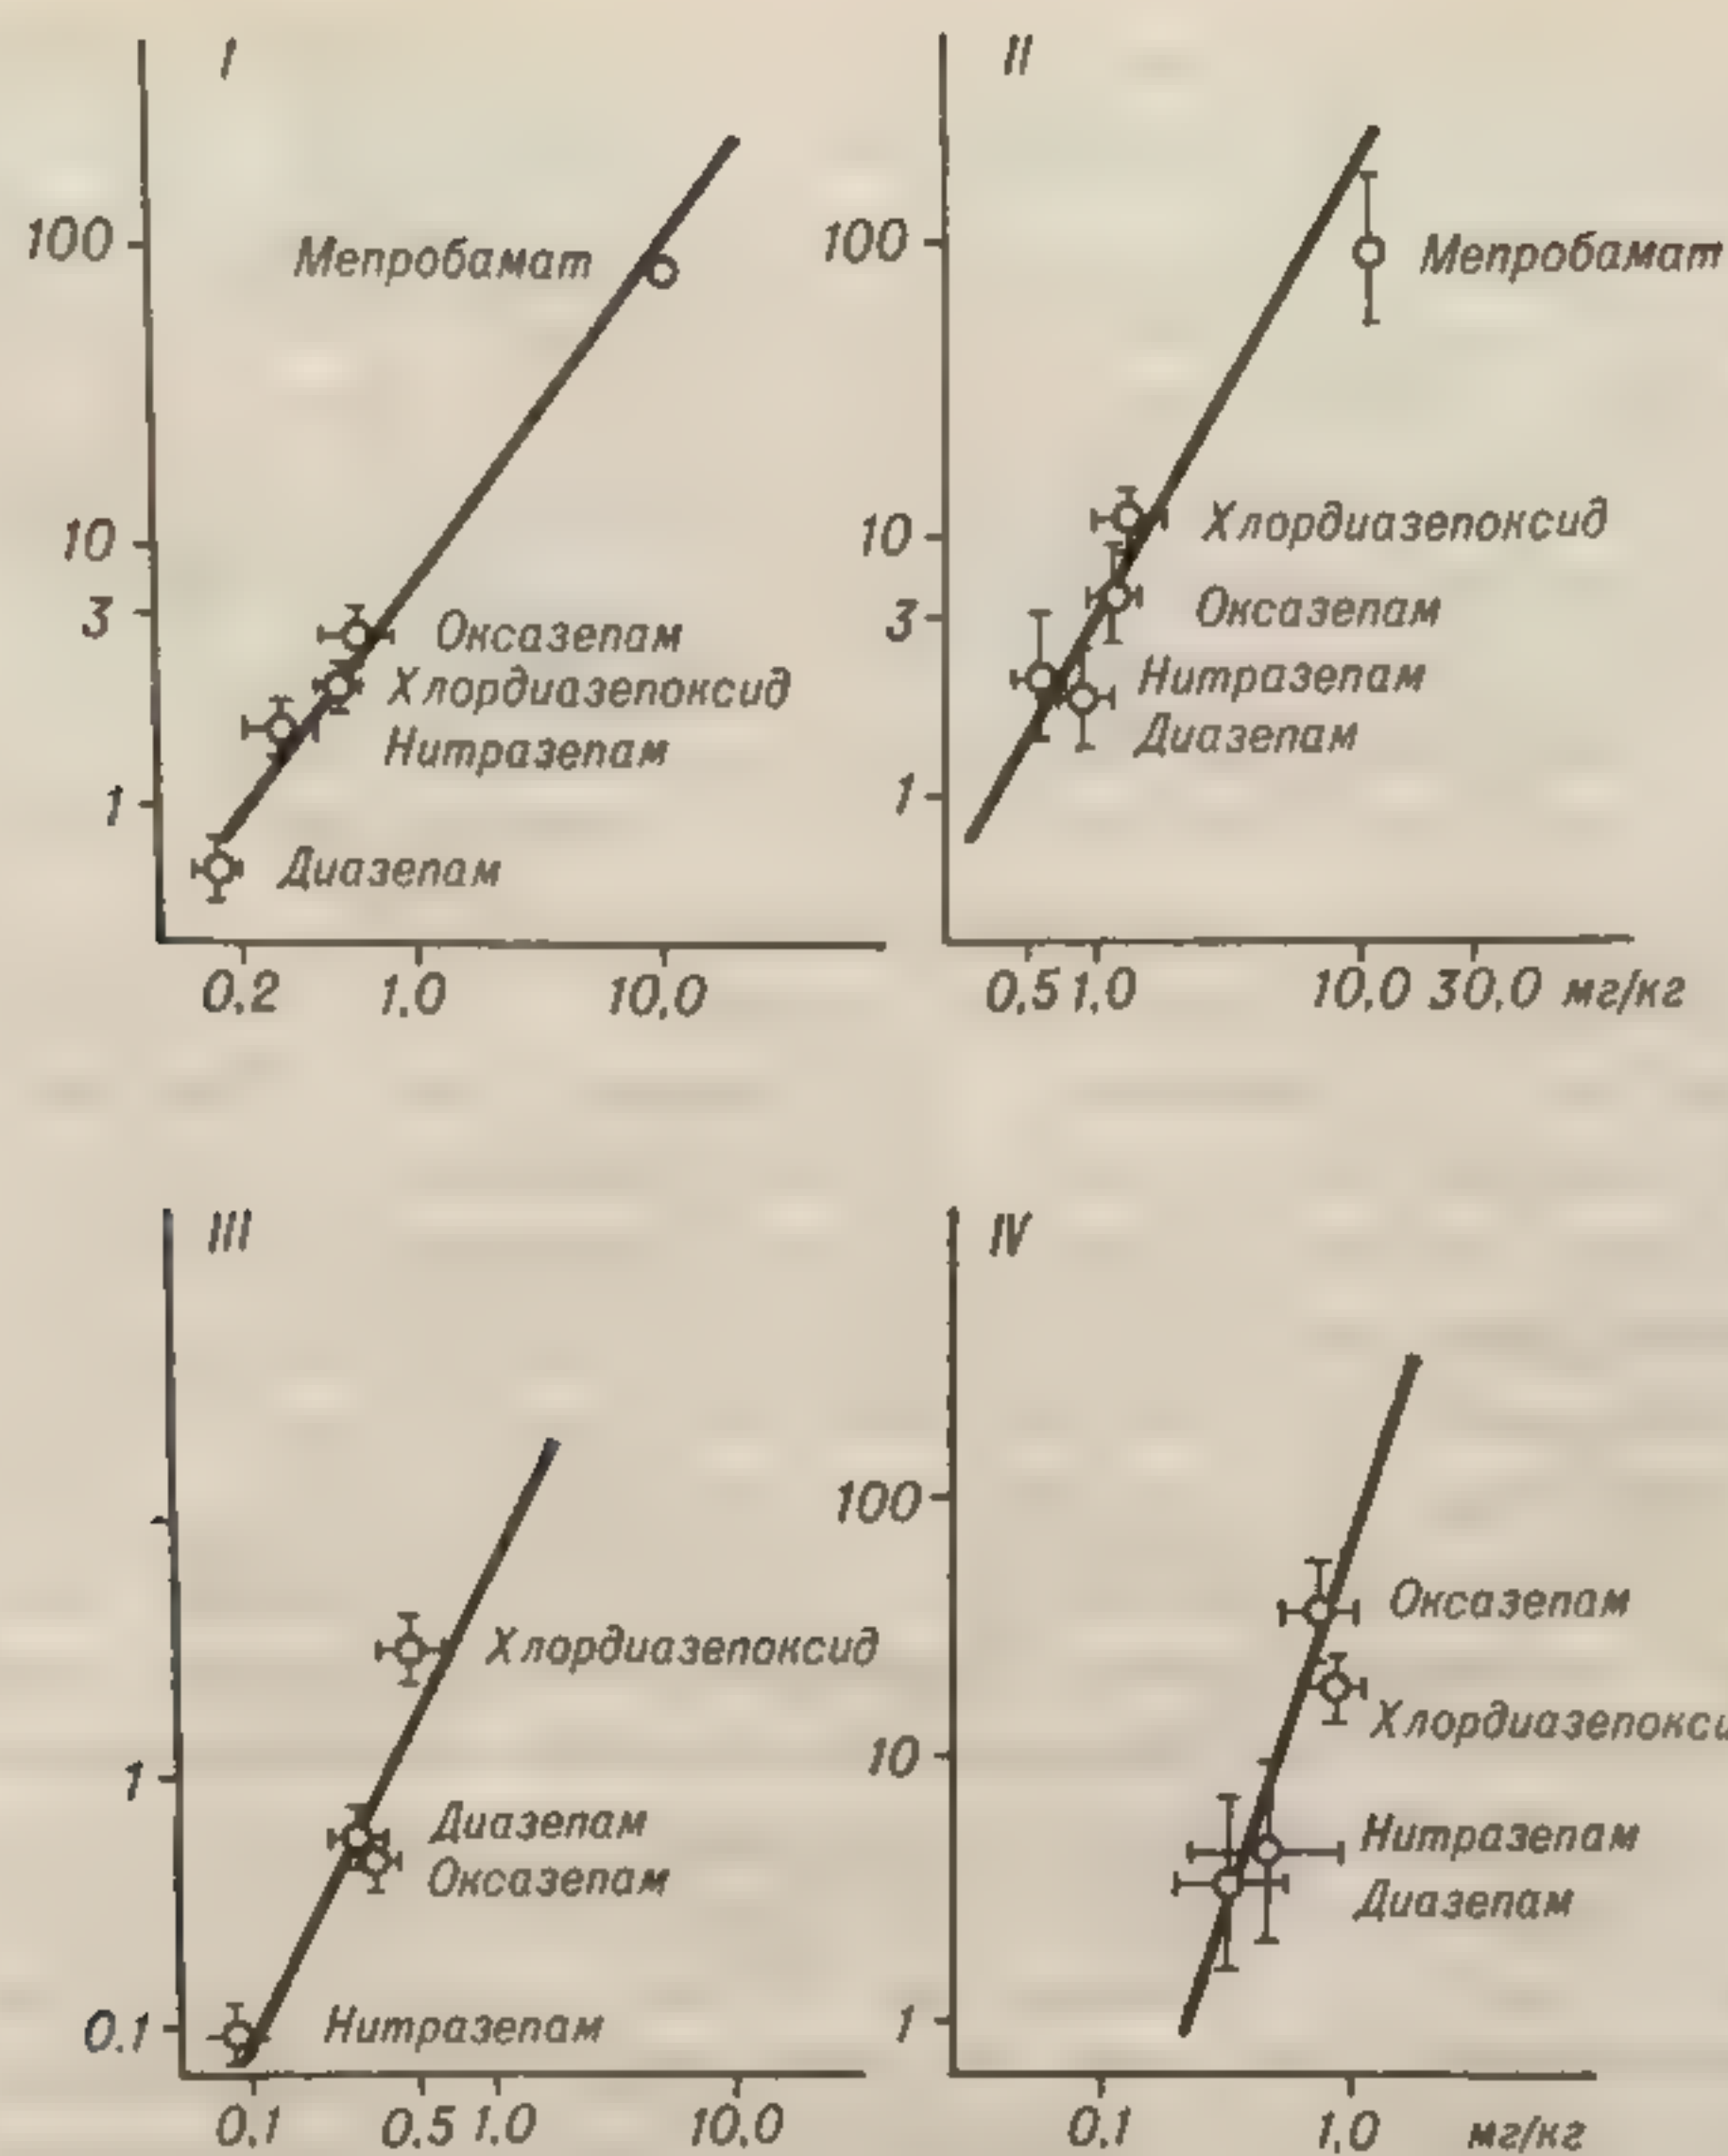 I
100
Мепробамат
10
3
Оксазепам
Хлордиазепоксид
Нитразепам
1
Диазепам
0,2 1,0 10,0
II
100
Мепробамат
10
Хлордиазепоксид
3
Оксазепам
Нитразепам
Диазепам
1
0,5 1,0 10,0 30,0 мг/кг
III
Хлордиазепоксид
1
Диазепам
Оксазепам
0.1
Нитразепам
0.1 0.5 1.0 10,0
IV
100
Оксазепам
Хлордиазепокси
10
Нитразепам
Диазепам
1
0.1 1,0 мг/кг